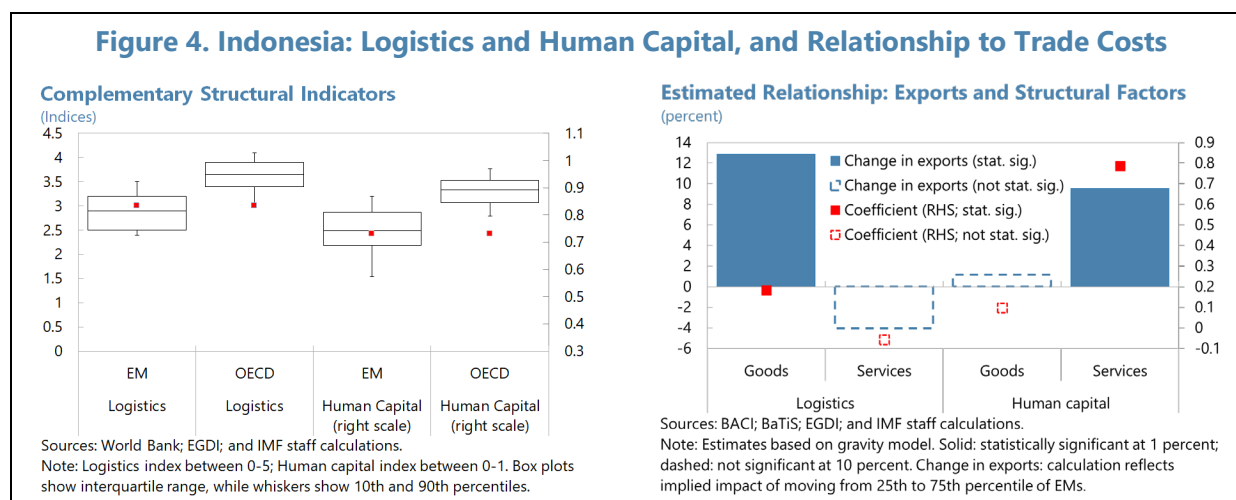 Figure 4. Indonesia: Logistics and Human Capital, and Relationship to Trade Costs
Complementary Structural Indicators
(Indices)
4.5
4
3.5
3
2.5
2
1.5
1
0.5
0
1.1
1
0.9
0.8
0.7
0.6
0.5
0.4
0.3
EM
OECD
EM
OECD
Logistics
Logistics
Human Capital
(right scale)
Human Capital
(right scale)
Sources: World Bank; EGDI; and IMF staff calculations.
Note: Logistics index between 0-5; Human capital index between 0-1. Box plots
show interquartile range, while whiskers show 10th and 90th percentiles.
Estimated Relationship: Exports and Structural Factors
(percent)
14
12
10
8
6
4
2
0
-2
-4
-6
Change in exports (stat. sig.)
Change in exports (not stat. sig.)
Coefficient (RHS; stat. sig.)
Coefficient (RHS; not stat. sig.)
0.9
0.8
0.7
0.6
0.5
0.4
0.3
0.2
0.1
0
-0.1
Goods
Services
Goods
Services
Logistics
Human capital
Sources: BACI; BaTiS; EGDI; and IMF staff calculations.
Note: Estimates based on gravity model. Solid: statistically significant at 1 percent;
dashed: not significant at 10 percent. Change in exports: calculation reflects
implied impact of moving from 25th to 75th percentile of EMs.